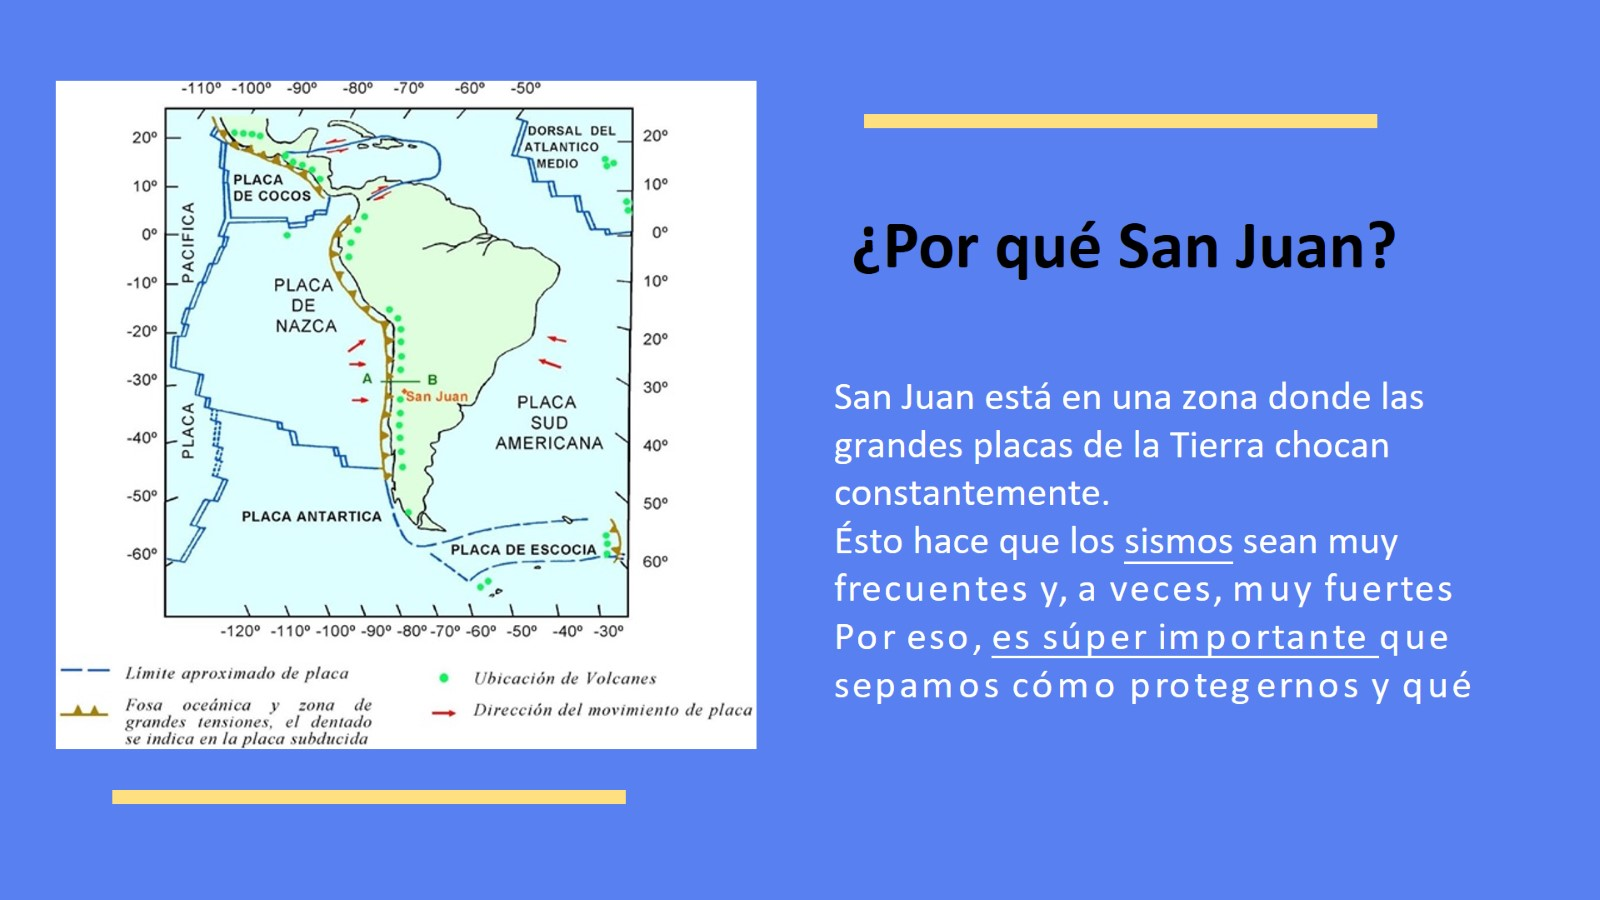 -110º -100º -90º -80º -70º -60º -50º
20º
10º
0º
-10º
-20º
-30º
-40º
-50º
-60º
20º
10º
0º
10º
20º
30º
40º
50º
60º
-120º -110º -100º -90º -80º -70º -60º -50º -40º -30º
DORSAL DEL
ATLANTICO
MEDIO
PLACA
DE COCOS
PACIFICA
PLACA
PLACA
DE
NAZCA
A B
San Juan
PLACA
SUD
AMERICANA
PLACA ANTARTICA
PLACA DE ESCOCIA
Límite aproximado de placa
Fosa oceánica y zona de
grandes tensiones, el dentado
se indica en la placa subducida
Ubicación de Volcanes
Dirección del movimiento de placa
¿Por qué San Juan?
San Juan está en una zona donde las
grandes placas de la Tierra chocan
constantemente.
Ésto hace que los sismos sean muy
frecuentes y, a veces, muy fuertes
Por eso, es súper importante que
sepamos cómo protegernos y qué